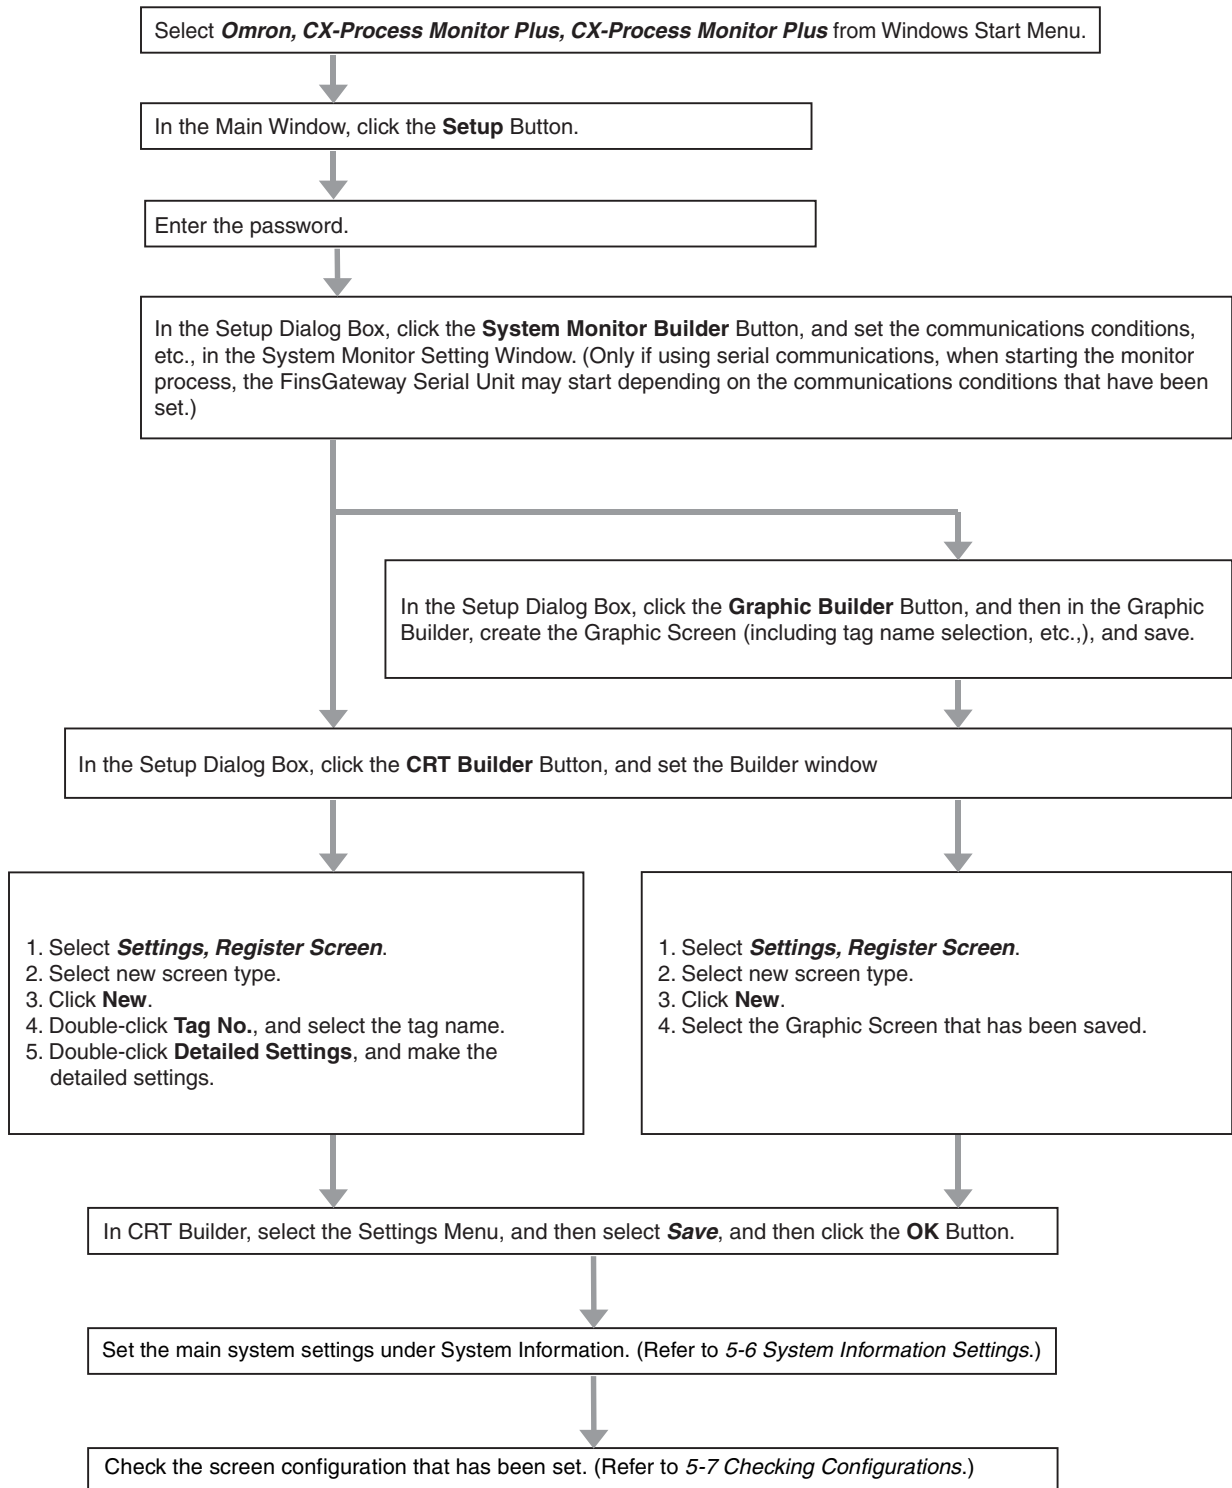 Select Omron, CX-Process Monitor Plus, CX-Process Monitor Plus from Windows Start Menu.
In the Main Window, click the Setup Button.
Enter the password.
In the Setup Dialog Box, click the System Monitor Builder Button, and set the communications conditions,
etc., in the System Monitor Setting Window. (Only if using serial communications, when starting the monitor
process, the FinsGateway Serial Unit may start depending on the communications conditions that have been
set.)
In the Setup Dialog Box, click the Graphic Builder Button, and then in the Graphic
Builder, create the Graphic Screen (including tag name selection, etc.,), and save.
In the Setup Dialog Box, click the CRT Builder Button, and set the Builder window
1. Select Settings, Register Screen.
2. Select new screen type.
3. Click New.
4. Double-click Tag No., and select the tag name.
5. Double-click Detailed Settings, and make the
detailed settings.
1. Select Settings, Register Screen.
2. Select new screen type.
3. Click New.
4. Select the Graphic Screen that has been saved.
In CRT Builder, select the Settings Menu, and then select Save, and then click the OK Button.
Set the main system settings under System Information. (Refer to 5-6 System Information Settings.)
Check the screen configuration that has been set. (Refer to 5-7 Checking Configurations.)